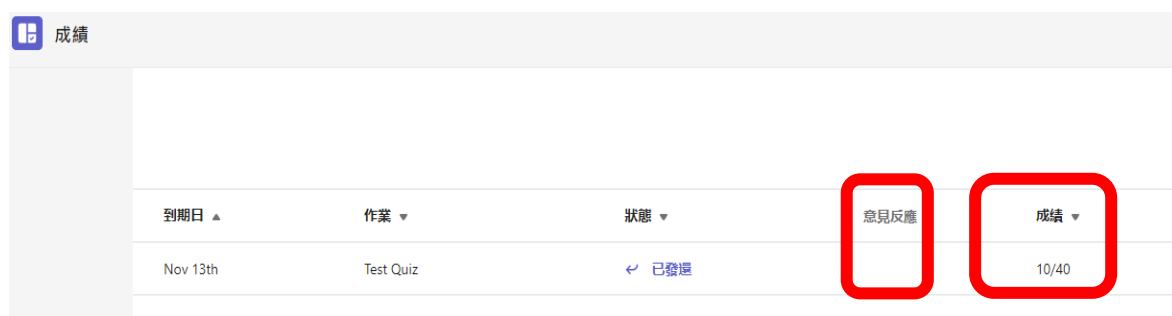 成績
到期日 ▲ 作業 ▼ 狀態 ▼ 意見反應 成績 ▼
Nov 13th Test Quiz 已發還 10/40